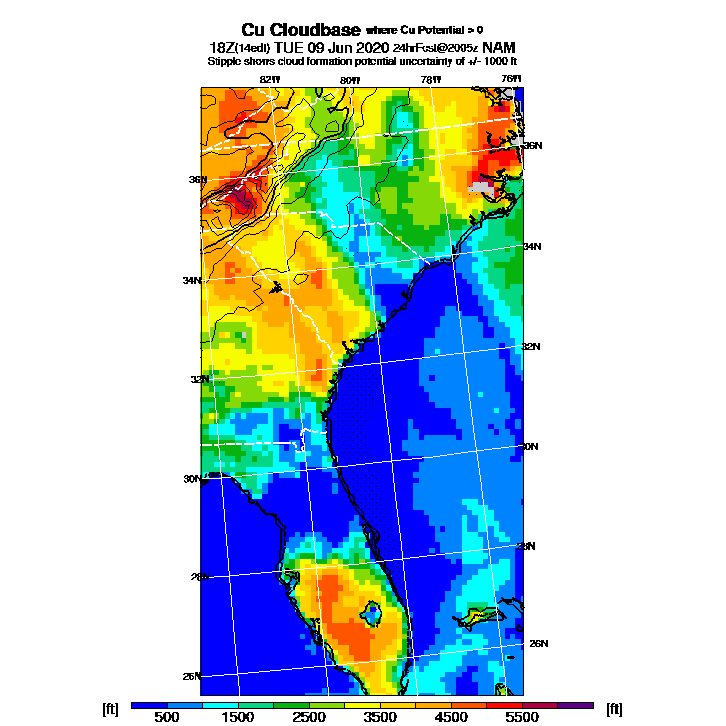 Cu Cloudbase where Cu Potential > 0
18Z(14edt) TUE 09 Jun 2020 24hrFcst@2005z NAM
Stipple shows cloud formation potential uncertainty of +/- 1000 ft
82W 80W 78W 76W
36N
36N
34N
34N
32N
32N
30N
30N
28N
28N
26N
26N
[ft] 500 1500 2500 3500 4500 5500 [ft]